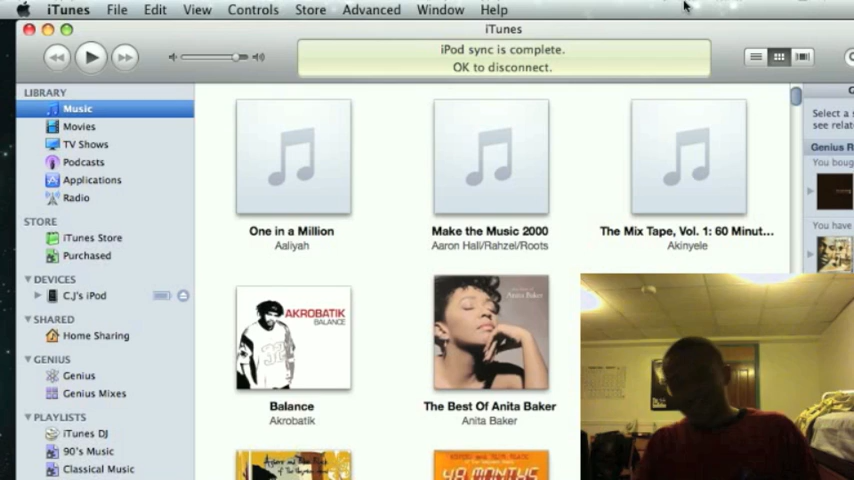 iTunes File Edit View Controls Store Advanced Window Help
iTunes
iPod sync is complete.
OK to disconnect.
LIBRARY
Music
Movies
TV Shows
Podcasts
Applications
Radio
STORE
iTunes Store
Purchased
DEVICES
C.J's iPod
SHARED
Home Sharing
GENIUS
Genius
Genius Mixes
PLAYLISTS
iTunes DJ
90's Music
Classical Music
One in a Million
Aaliyah
Make the Music 2000
Aaron Hall/Rahzel/Roots
The Mix Tape, Vol. 1: 60 Minut...
Akinyele
AKROBATIK
BALANCE
Anita Baker
Balance
Akrobatik
The Best Of Anita Baker
Anita Baker
48 MONTHS
Select a
see relat
Genius R
You boug
You have